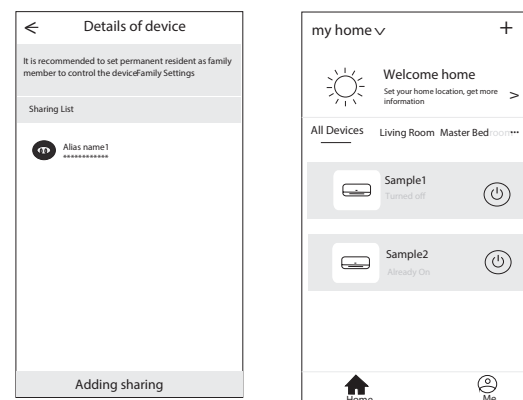 Details of device
It is recommended to set permanent resident as family
member to control the deviceFamily Settings
Sharing List
Alias name1
************
Adding sharing
my home
Welcome home
Set your home location, get more
information
All Devices Living Room Master Bedroom
Sample1
Turned off
Sample2
Already On
Home
Me